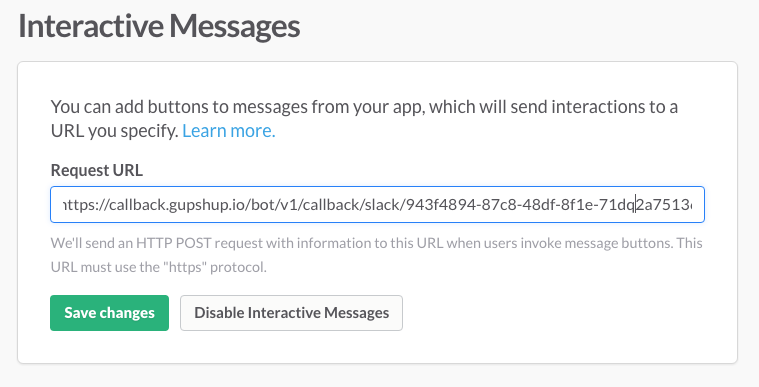 Interactive Messages
You can add buttons to messages from your app, which will send interactions to a
URL you specify. Learn more.
Request URL
https://callback.gupshup.io/bot/v1/callback/slack/943f4894-87c8-48df-8f1e-71dq2a7513
We'll send an HTTP POST request with information to this URL when users invoke message buttons. This
URL must use the "https" protocol.
Save changes
Disable Interactive Messages